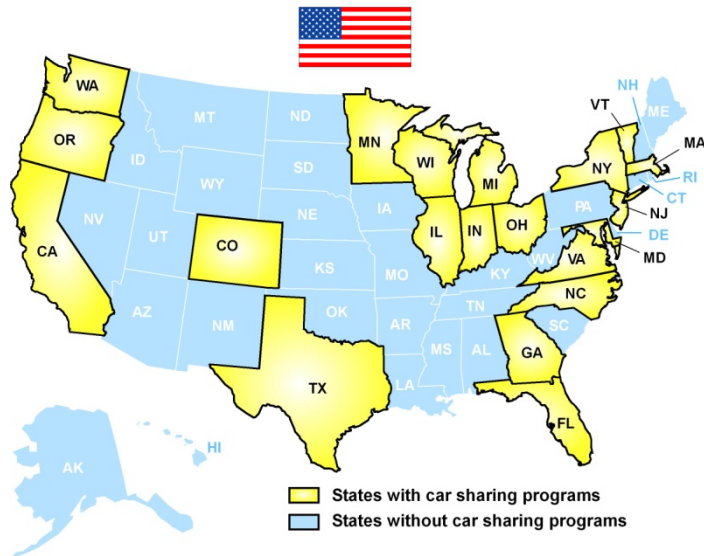 NH
WA
VT
ME
MT
ND
MN
MA
OR
ID
SD
WI
NY
RI
WY
MI
CT
IA
PA
NJ
NV
NE
DE
UT
CO
IL
IN
OH
MD
CA
KS
MO
WV
VA
KY
NC
TN
AZ
NM
OK
AR
SC
MS
AL
GA
TX
LA
FL
HI
AK
States with car sharing programs
States without car sharing programs